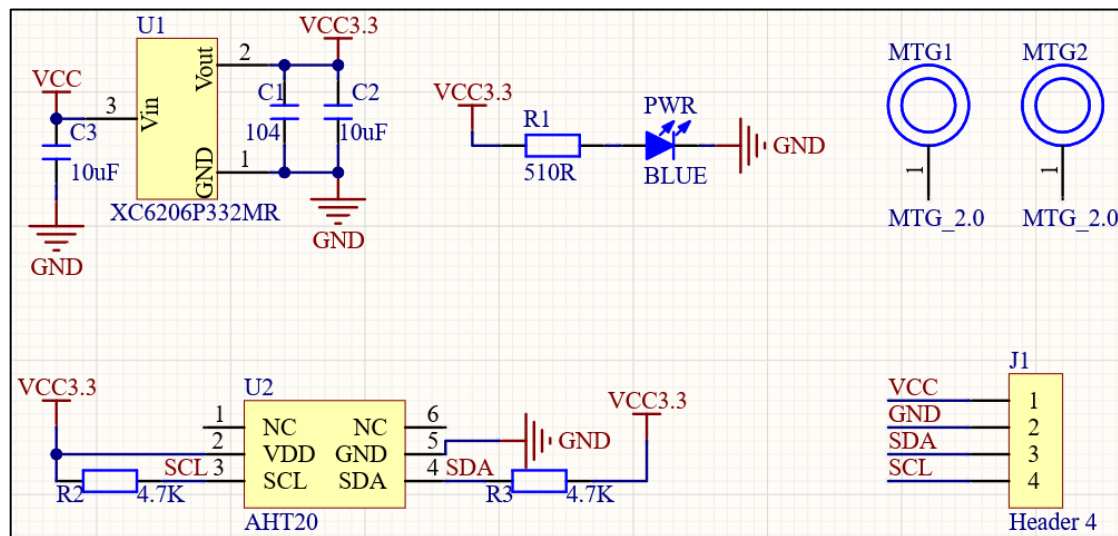 U1
VCC3.3
VCC
2
Vout
C1
C2
3
Vin
C3
104
10uF
10uF
GND
1
XC6206P332MR
GND
GND
VCC3.3
R1
PWR
510R
BLUE
GND
MTG1
MTG2
1
1
MTG_2.0
MTG_2.0
VCC3.3
U2
1
NC
NC
6
2
VDD
GND
5
GND
SCL
3
SCL
SDA
4
SDA
R2
4.7K
R3
4.7K
VCC3.3
AHT20
J1
VCC
1
GND
2
SDA
3
SCL
4
Header 4